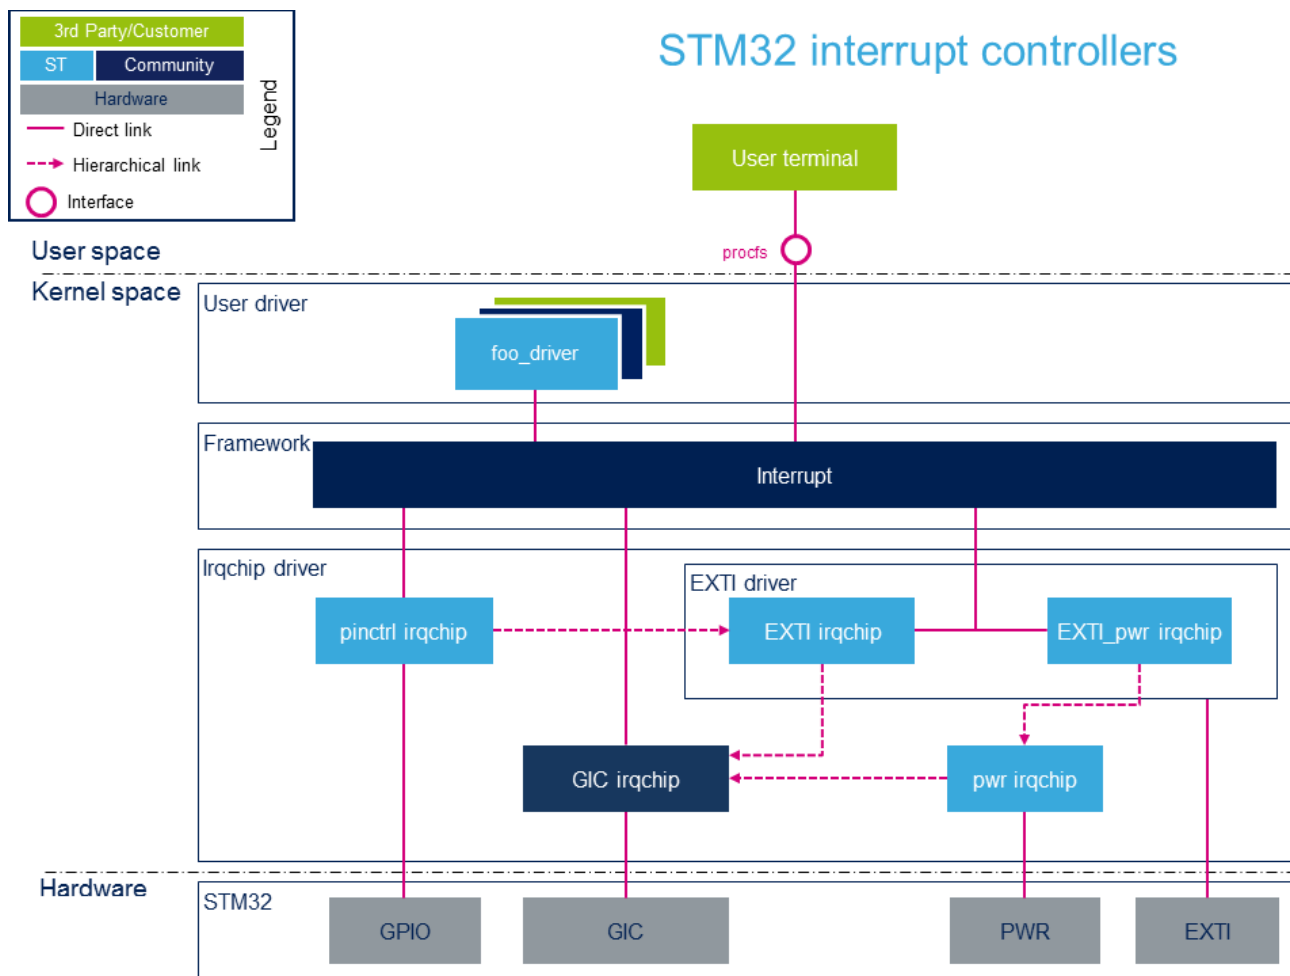 3rd Party/Customer
ST
Community
Hardware
Direct link
Hierarchical link
Interface
Legend
STM32 interrupt controllers
User terminal
procfs
User space
Kernel space
User driver
foo_driver
Framework
Interrupt
Irqchip driver
EXTI driver
pinctrl irqchip
EXTI irqchip
EXTI_pwr irqchip
GIC irqchip
pwr irqchip
Hardware
STM32
GPIO
GIC
PWR
EXTI